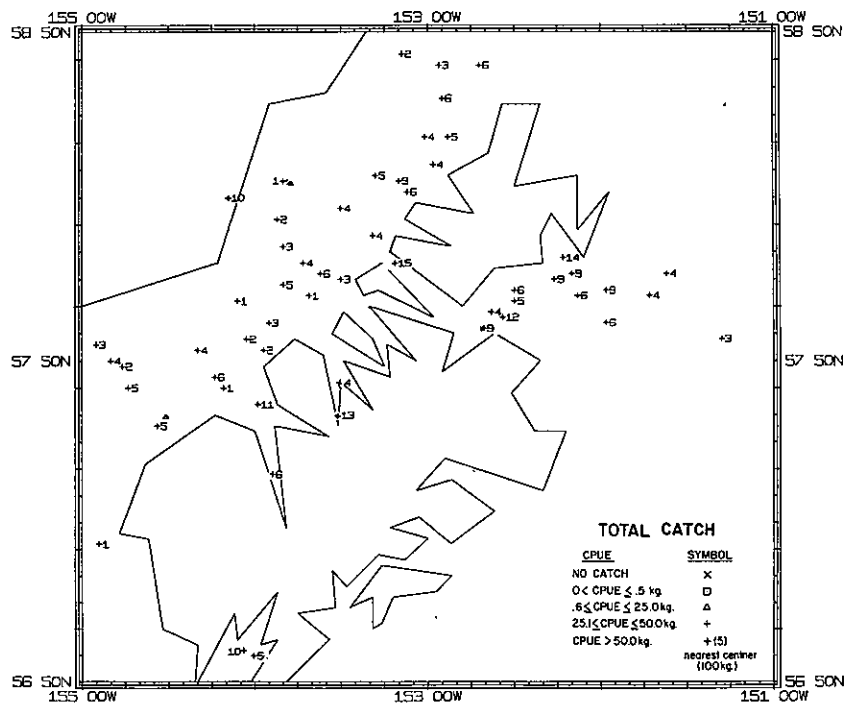 155 00W 153 00W 151 00W
58 50N 58 50N
+2
+3 +6
+6
+4 +5
+4
+5 +9
1+
+6
+10
+4
+2
+4
+3
+14
+4 +15
+6 +3 +9 +4
+9
+5
+6 +9
+1 +6 +4
+1 +5
+4
+12
+3 +6
+9
+2 +3
+3
+4 +2
57 50N 57 50N
+4
+2
+6
+4
+5 +1
+11
+13
+5
+6
+1
TOTAL CATCH
CPUE SYMBOL
NO CATCH ×
0 < CPUE ≤ .5 kg. □
.6 ≤ CPUE ≤ 25.0kg. △
25.1 ≤ CPUE ≤ 50.0kg. +
CPUE > 50.0kg. +(5)
nearest centner
(100kg.)
10+ +5
56 50N 56 50N
155 00W 153 00W 151 00W